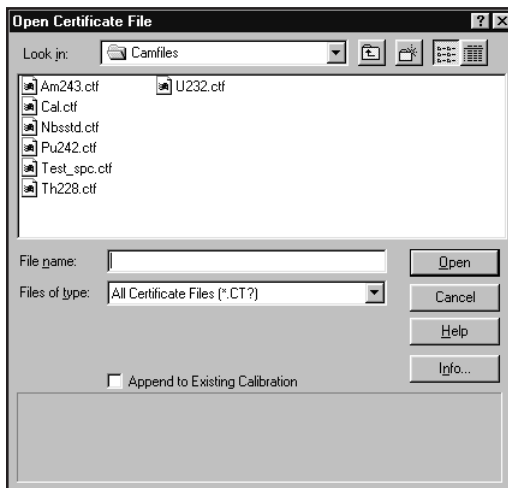 Open Certificate File
Look in: Camfiles
Am243.ctf U232.ctf
Cal.ctf
Nbsstd.ctf
Pu242.ctf
Test_spc.ctf
Th228.ctf
File name: Open
Files of type: All Certificate Files (*.CT?) Cancel
Help
Info...
Append to Existing Calibration